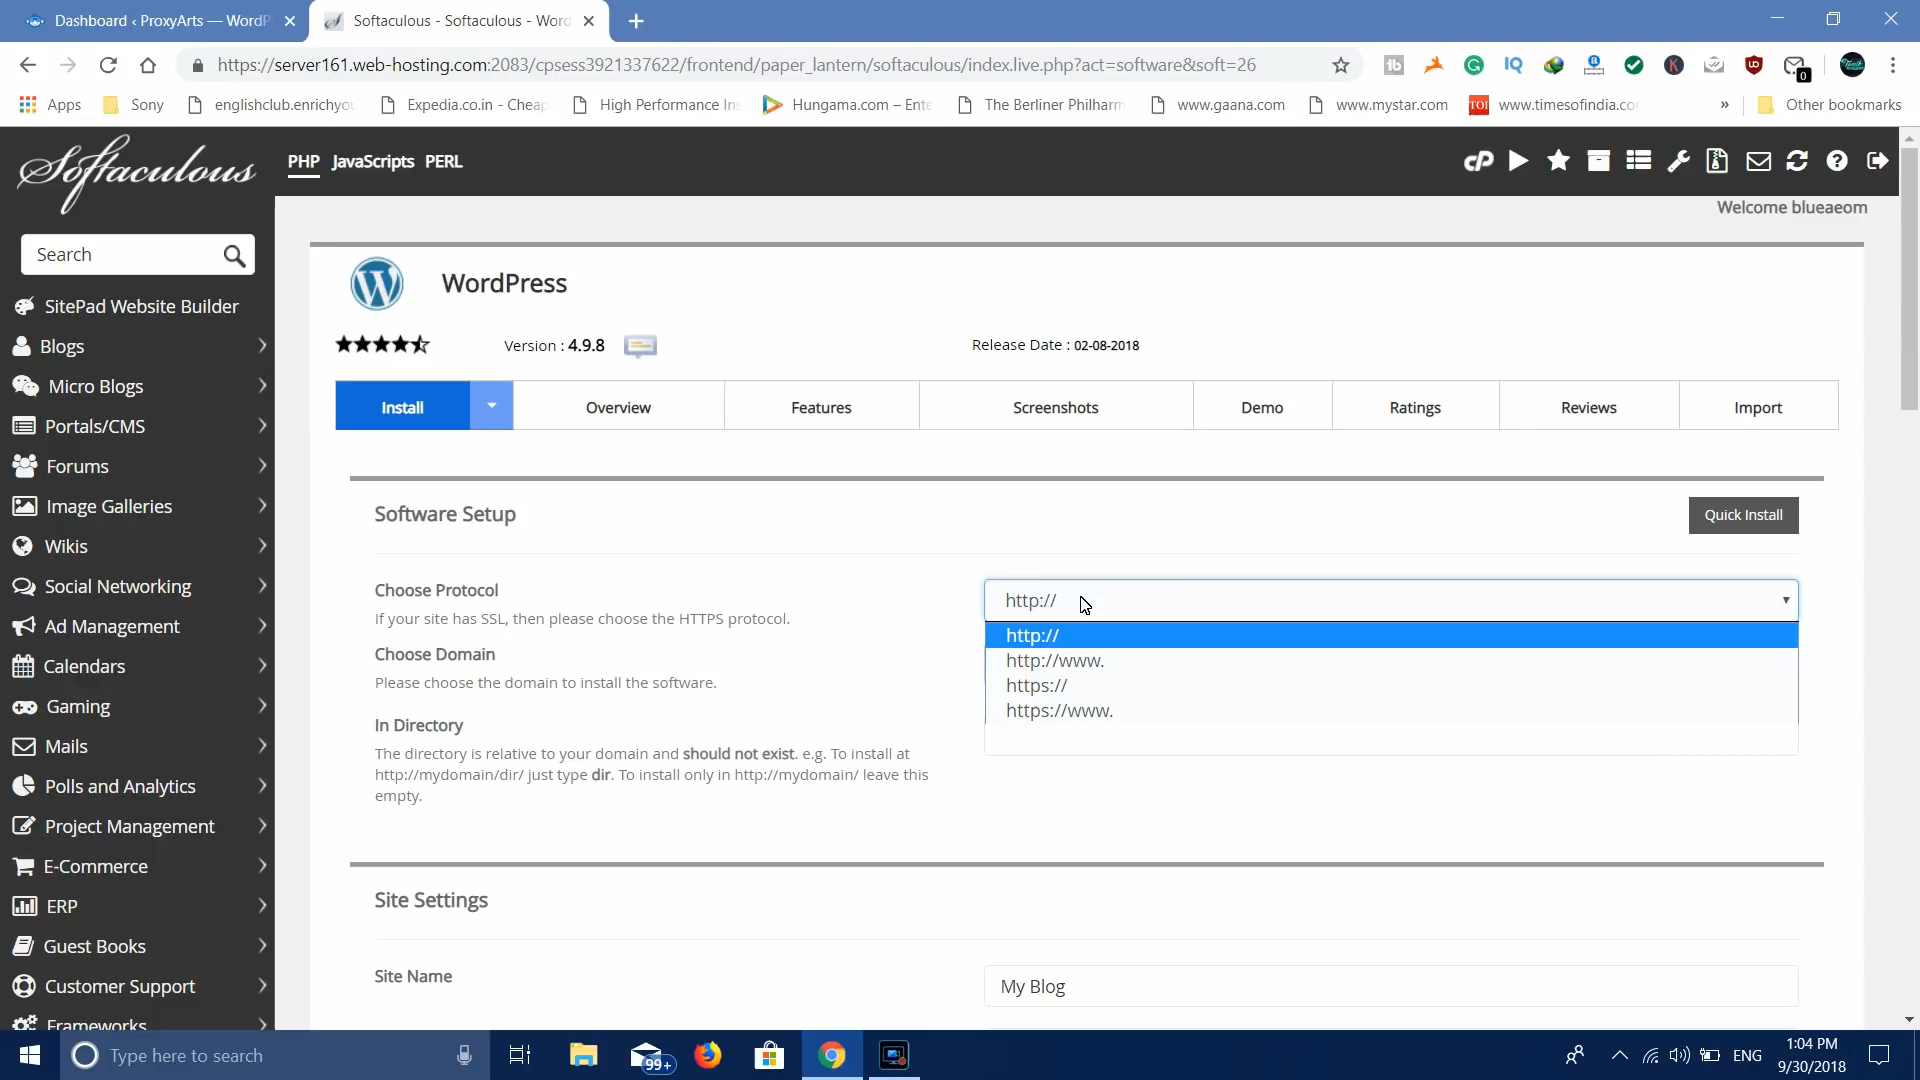 Dashboard ‹ ProxyArts — WordP
Softaculous - Softaculous - Word
https://server161.web-hosting.com:2083/cpsess3921337622/frontend/paper_lantern/softaculous/index.live.php?act=software&soft=26
Apps
Sony
englishclub.enrichyou
Expedia.co.in - Cheap
High Performance Ins
Hungama.com – Ente
The Berliner Philharm
www.gaana.com
www.mystar.com
TOI
www.timesofindia.co
»
Other bookmarks
Softaculous
PHP JavaScripts PERL
Welcome blueaeom
Search
SitePad Website Builder
Blogs
Micro Blogs
Portals/CMS
Forums
Image Galleries
Wikis
Social Networking
Ad Management
Calendars
Gaming
Mails
Polls and Analytics
Project Management
E-Commerce
ERP
Guest Books
Customer Support
Frameworks
WordPress
Version : 4.9.8
Release Date : 02-08-2018
Install
Overview
Features
Screenshots
Demo
Ratings
Reviews
Import
Software Setup
Quick Install
Choose Protocol
If your site has SSL, then please choose the HTTPS protocol.
http://
http://
http://www.
https://
https://www.
Choose Domain
Please choose the domain to install the software.
In Directory
The directory is relative to your domain and should not exist. e.g. To install at
http://mydomain/dir/ just type dir. To install only in http://mydomain/ leave this
empty.
Site Settings
Site Name
My Blog
Type here to search
99+
ENG
1:04 PM
9/30/2018